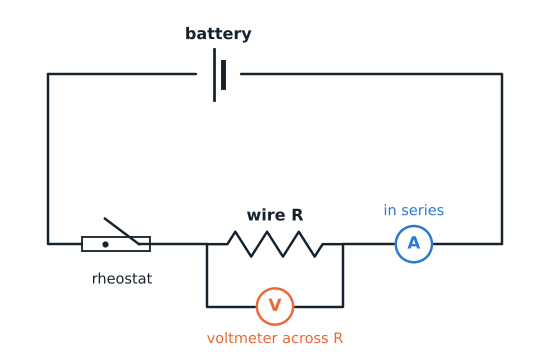 battery
in series
wire R
A
rheostat
V
voltmeter across R